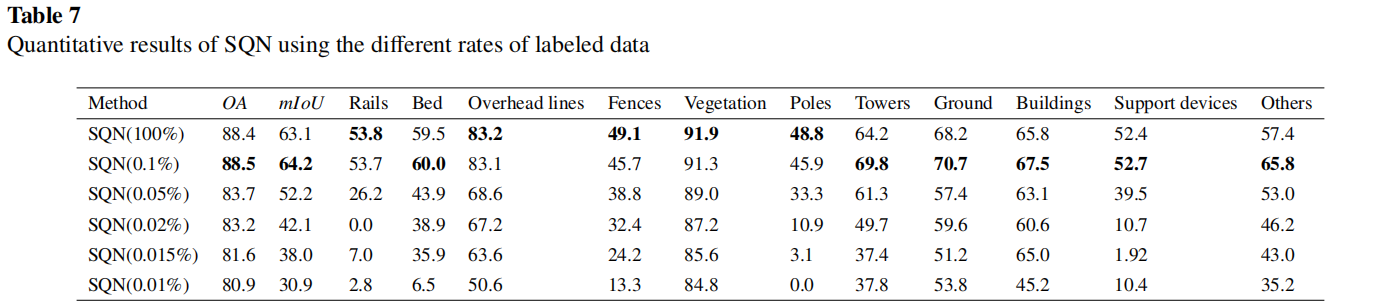 Table 7
Quantitative results of SQN using the different rates of labeled data
Method OA mIoU Rails Bed Overhead lines Fences Vegetation Poles Towers Ground Buildings Support devices Others
SQN(100%) 88.4 63.1 53.8 59.5 83.2 49.1 91.9 48.8 64.2 68.2 65.8 52.4 57.4
SQN(0.1%) 88.5 64.2 53.7 60.0 83.1 45.7 91.3 45.9 69.8 70.7 67.5 52.7 65.8
SQN(0.05%) 83.7 52.2 26.2 43.9 68.6 38.8 89.0 33.3 61.3 57.4 63.1 39.5 53.0
SQN(0.02%) 83.2 42.1 0.0 38.9 67.2 32.4 87.2 10.9 49.7 59.6 60.6 10.7 46.2
SQN(0.015%) 81.6 38.0 7.0 35.9 63.6 24.2 85.6 3.1 37.4 51.2 65.0 1.92 43.0
SQN(0.01%) 80.9 30.9 2.8 6.5 50.6 13.3 84.8 0.0 37.8 53.8 45.2 10.4 35.2